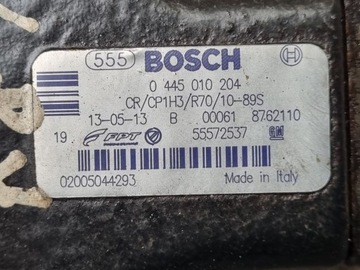 555 BOSCH
0 445 010 204
CR/CP1H3/R70/10-89S
13-05-13 B 00061 8762110
19 FPT 55572537 GM
02005044293 Made in Italy